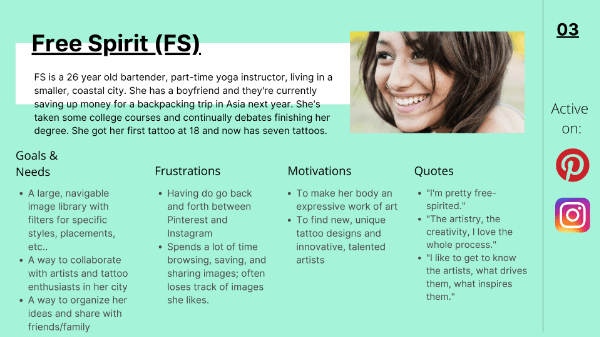 Free Spirit (FS)
03
FS is a 26 year old bartender, part-time yoga instructor, living in a
smaller, coastal city. She has a boyfriend and they're currently
saving up money for a backpacking trip in Asia next year. She's
taken some college courses and continually debates finishing her
degree. She got her first tattoo at 18 and now has seven tattoos.
Active
on:
Goals &
Needs
• A large, navigable
image library with
filters for specific
styles, placements,
etc..
• A way to collaborate
with artists and tattoo
enthusiasts in her city
• A way to organize her
ideas and share with
friends/family
Frustrations
• Having do go back
and forth between
Pinterest and
Instagram
• Spends a lot of time
browsing, saving, and
sharing images; often
loses track of images
she likes.
Motivations
• To make her body an
expressive work of art
• To find new, unique
tattoo designs and
innovative, talented
artists
Quotes
• "I'm pretty free-
spirited."
• "The artistry, the
creativity, I love the
whole process."
• "I like to get to know
the artists, what drives
them, what inspires
them."